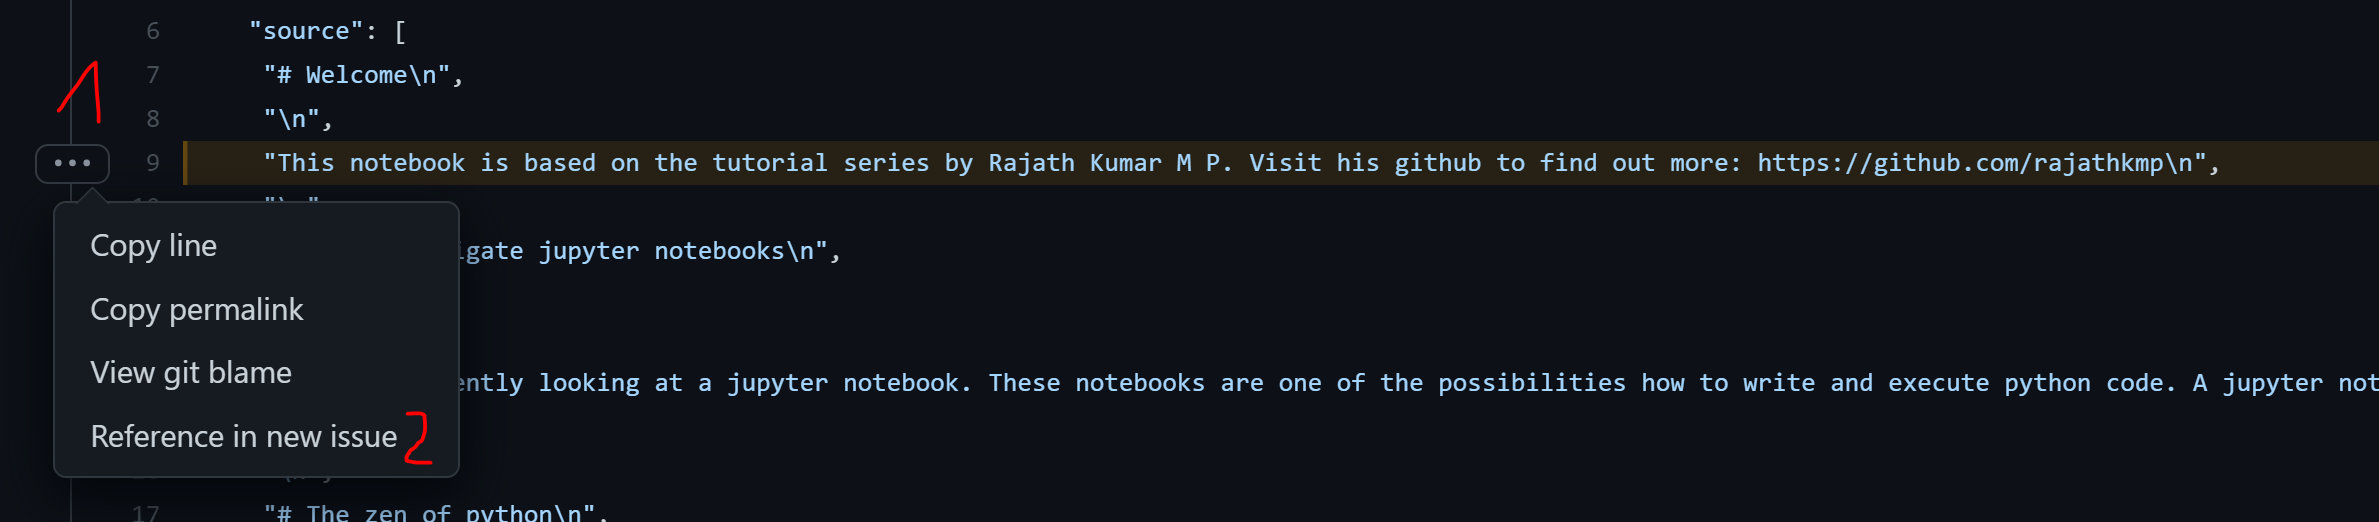 6 "source": [
7 "# Welcome\n",
1
8 "\n",
9 "This notebook is based on the tutorial series by Rajath Kumar M P. Visit his github to find out more: https://github.com/rajathkmp\n",
Copy line
igate jupyter notebooks\n",
Copy permalink
View git blame
ently looking at a jupyter notebook. These notebooks are one of the possibilities how to write and execute python code. A jupyter not
Reference in new issue 2
17 "# The zen of python\n",